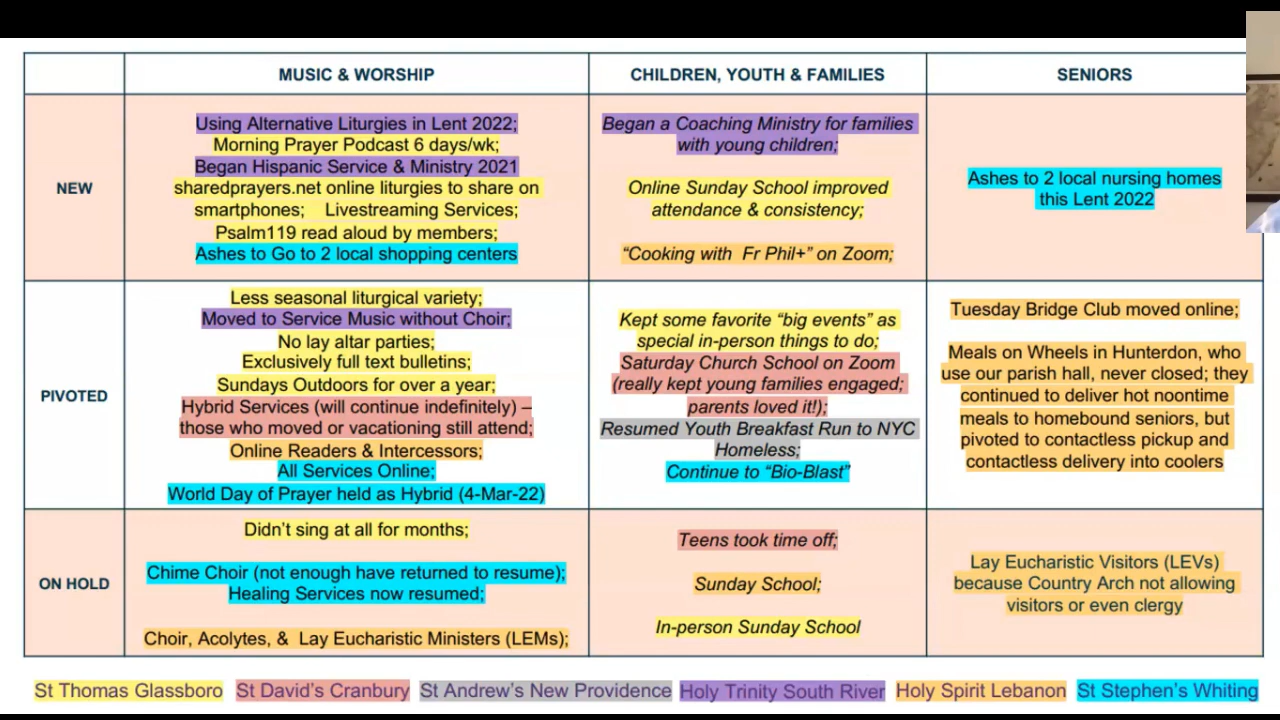 MUSIC & WORSHIP
CHILDREN, YOUTH & FAMILIES
SENIORS
NEW
Using Alternative Liturgies in Lent 2022;
Morning Prayer Podcast 6 days/wk;
Began Hispanic Service & Ministry 2021
sharedprayers.net online liturgies to share on
smartphones; Livestreaming Services;
Psalm119 read aloud by members;
Ashes to Go to 2 local shopping centers
Began a Coaching Ministry for families
with young children;
Online Sunday School improved
attendance & consistency;
“Cooking with Fr Phil+” on Zoom;
Ashes to 2 local nursing homes
this Lent 2022
PIVOTED
Less seasonal liturgical variety;
Moved to Service Music without Choir;
No lay altar parties;
Exclusively full text bulletins;
Sundays Outdoors for over a year;
Hybrid Services (will continue indefinitely) –
those who moved or vacationing still attend;
Online Readers & Intercessors;
All Services Online;
World Day of Prayer held as Hybrid (4-Mar-22)
Kept some favorite “big events” as
special in-person things to do;
Saturday Church School on Zoom
(really kept young families engaged;
parents loved it!);
Resumed Youth Breakfast Run to NYC
Homeless;
Continue to “Bio-Blast”
Tuesday Bridge Club moved online;
Meals on Wheels in Hunterdon, who
use our parish hall, never closed; they
continued to deliver hot noontime
meals to homebound seniors, but
pivoted to contactless pickup and
contactless delivery into coolers
ON HOLD
Didn’t sing at all for months;
Chime Choir (not enough have returned to resume);
Healing Services now resumed;
Choir, Acolytes, & Lay Eucharistic Ministers (LEMs);
Teens took time off;
Sunday School;
In-person Sunday School
Lay Eucharistic Visitors (LEVs)
because Country Arch not allowing
visitors or even clergy
St Thomas Glassboro St David’s Cranbury St Andrew’s New Providence Holy Trinity South River Holy Spirit Lebanon St Stephen’s Whiting